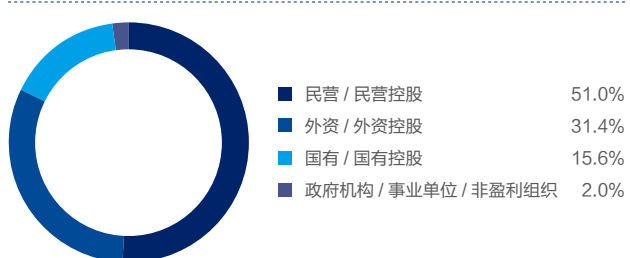 民营 / 民营控股 51.0%
外资 / 外资控股 31.4%
国有 / 国有控股 15.6%
政府机构 / 事业单位 / 非盈利组织 2.0%